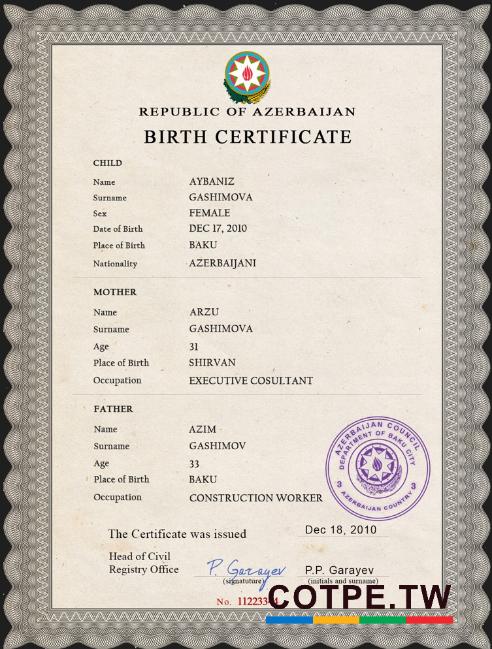 REPUBLIC OF AZERBAIJAN
BIRTH CERTIFICATE
CHILD
Name AYBANIZ
Surname GASHIMOVA
Sex FEMALE
Date of Birth DEC 17, 2010
Place of Birth BAKU
Nationality AZERBAIJANI
MOTHER
Name ARZU
Surname GASHIMOVA
Age 31
Place of Birth SHIRVAN
Occupation EXECUTIVE COSULTANT
FATHER
Name AZIM
Surname GASHIMOV
Age 33
Place of Birth BAKU
Occupation CONSTRUCTION WORKER
AZERBAIJAN COUNCIL
DEPARTMENT OF BAKU CITY
3 AZERBAIJAN COUNTRY 3
The Certificate was issued Dec 18, 2010
Head of Civil
Registry Office P. Garayev P.P. Garayev
(signatuture) (initials and surname)
No. 112233
COTPE.TW